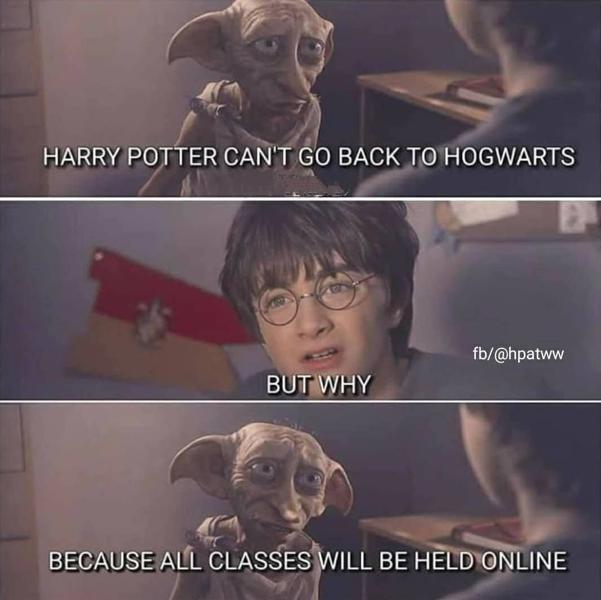 HARRY POTTER CAN'T GO BACK TO HOGWARTS
fb/@hpatww
BUT WHY
BECAUSE ALL CLASSES WILL BE HELD ONLINE